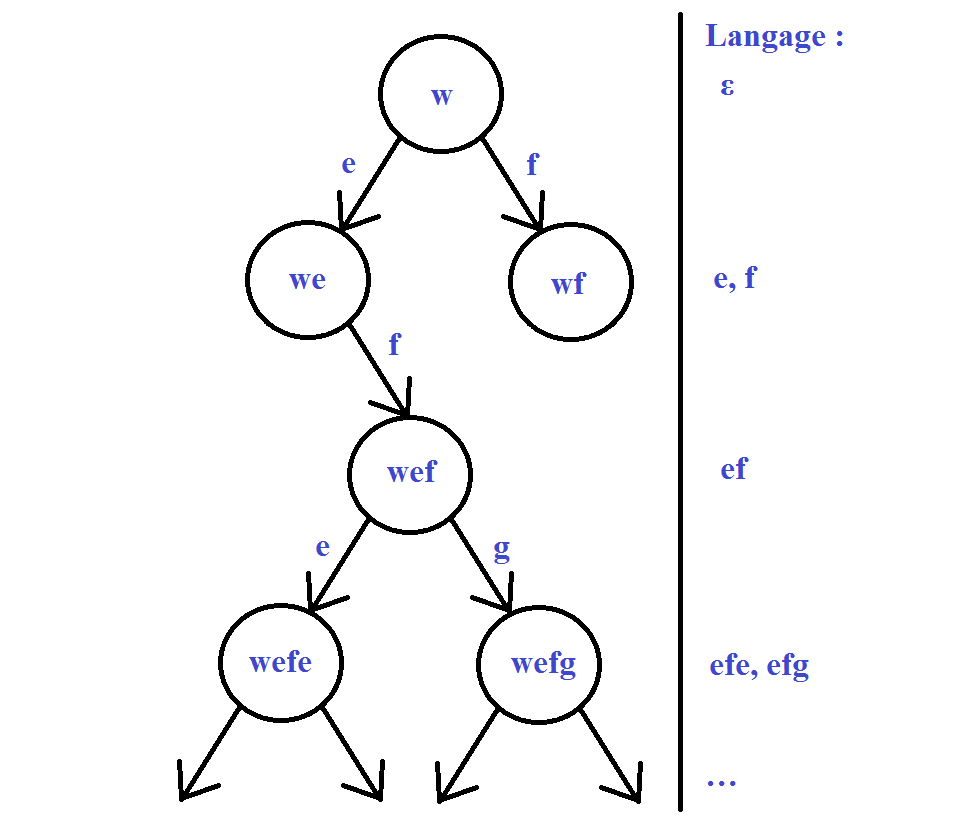 Langage :
w
ε
e
f
we
wf
e, f
f
wef
ef
e
g
wefe
wefg
efe, efg
...